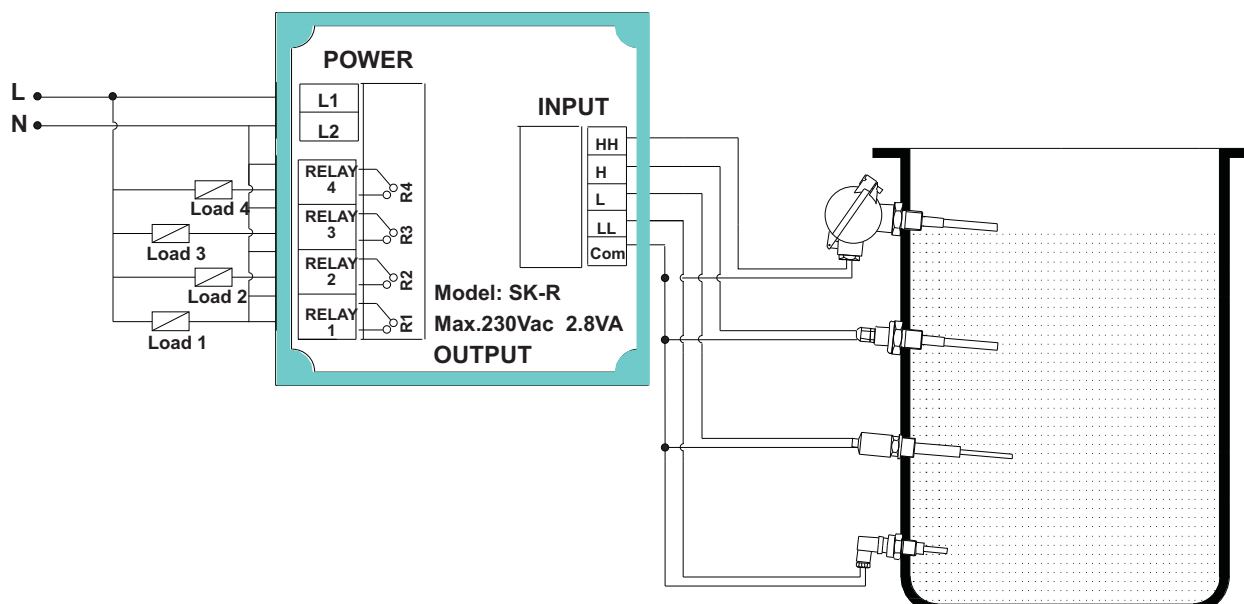 POWER
L
N
L1
L2
INPUT
HH
H
L
LL
Com
RELAY
4
R4
Load 4
RELAY
3
R3
Load 3
RELAY
2
R2
Load 2
RELAY
1
R1
Load 1
Model: SK-R
Max.230Vac 2.8VA
OUTPUT